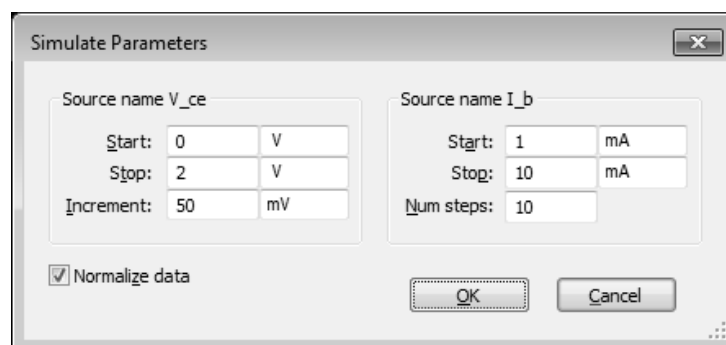 Simulate Parameters
Source name V_ce
Start: 0 V
Stop: 2 V
Increment: 50 mV
Source name I_b
Start: 1 mA
Stop: 10 mA
Num steps: 10
Normalize data
OK
Cancel